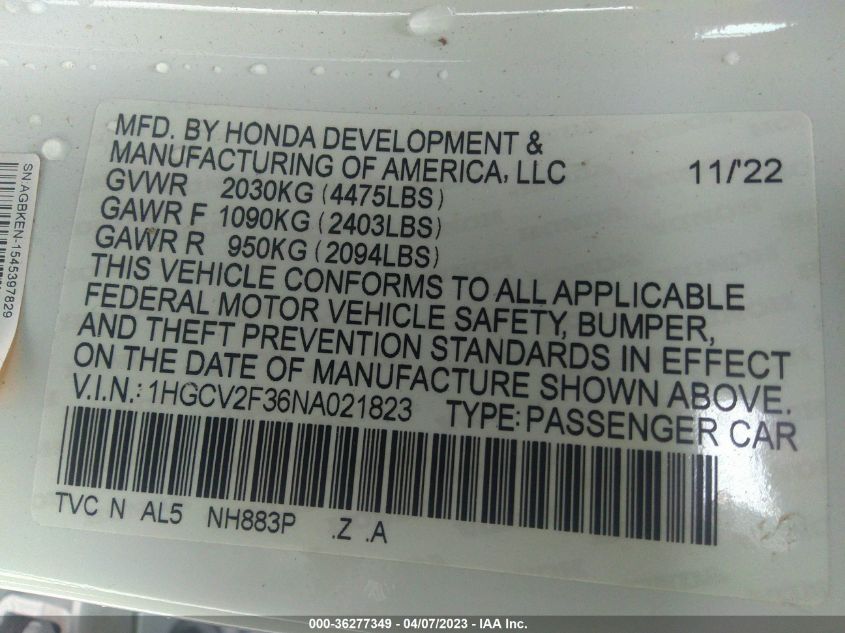 MFD. BY HONDA DEVELOPMENT &
MANUFACTURING OF AMERICA, LLC 11/'22
GVWR 2030KG (4475LBS)
GAWR F 1090KG (2403LBS)
GAWR R 950KG (2094LBS)
THIS VEHICLE CONFORMS TO ALL APPLICABLE
FEDERAL MOTOR VEHICLE SAFETY, BUMPER,
AND THEFT PREVENTION STANDARDS IN EFFECT
ON THE DATE OF MANUFACTURE SHOWN ABOVE.
V.I.N.: 1HGCV2F36NA021823 TYPE: PASSENGER CAR
TVC N AL5 NH883P .Z .A
SN AGBKEN-1545397829
000-36277349 - 04/07/2023 - IAA Inc.